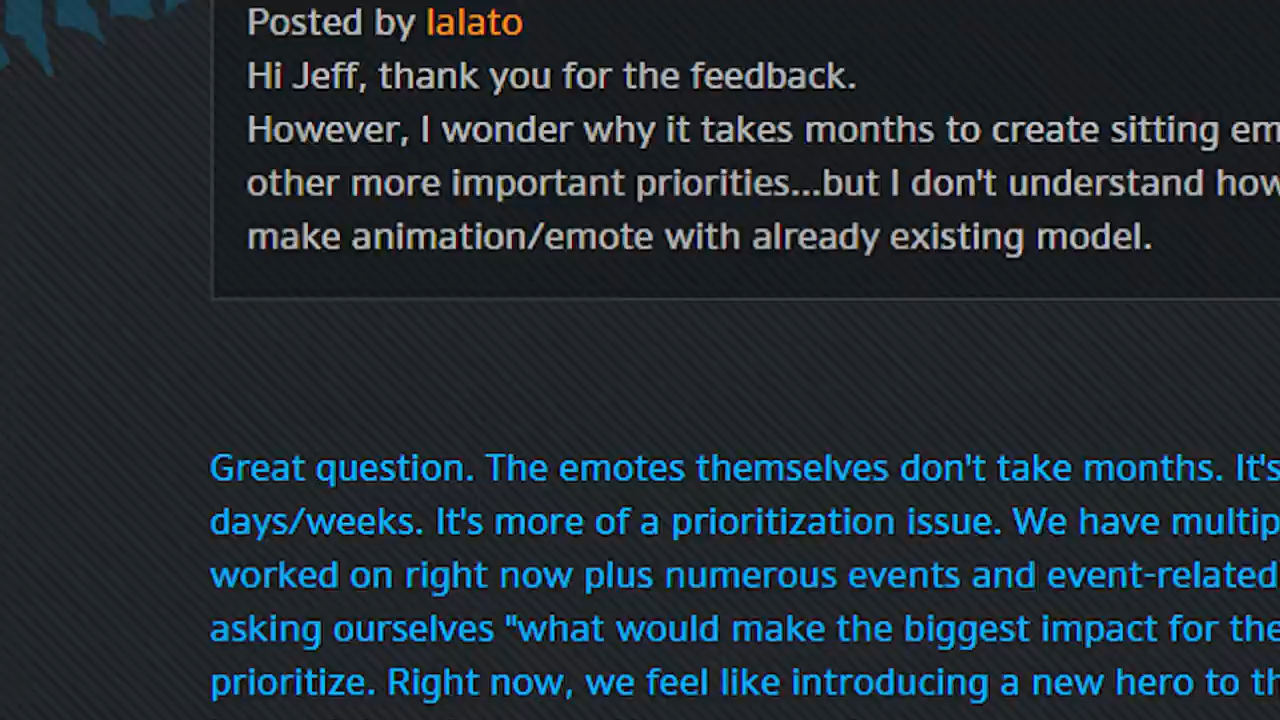 Posted by lalato
Hi Jeff, thank you for the feedback.
However, I wonder why it takes months to create sitting
other more important priorities...but I don't understand how
make animation/emote with already existing model.
Great question. The emotes themselves don't take months. It's
days/weeks. It's more of a prioritization issue. We have
worked on right now plus numerous events and event-related
asking ourselves "what would make the biggest impact for the
prioritize. Right now, we feel like introducing a new hero to